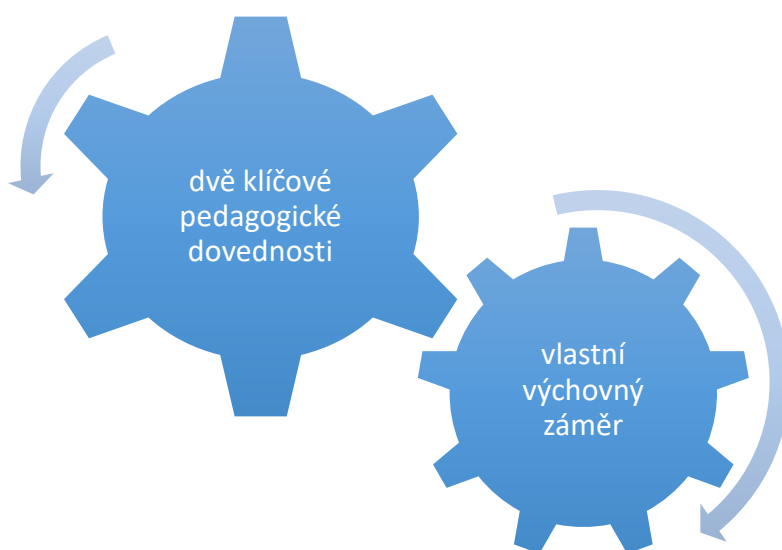 dvě klíčové
pedagogické
dovednosti
vlastní
výchovný
záměr